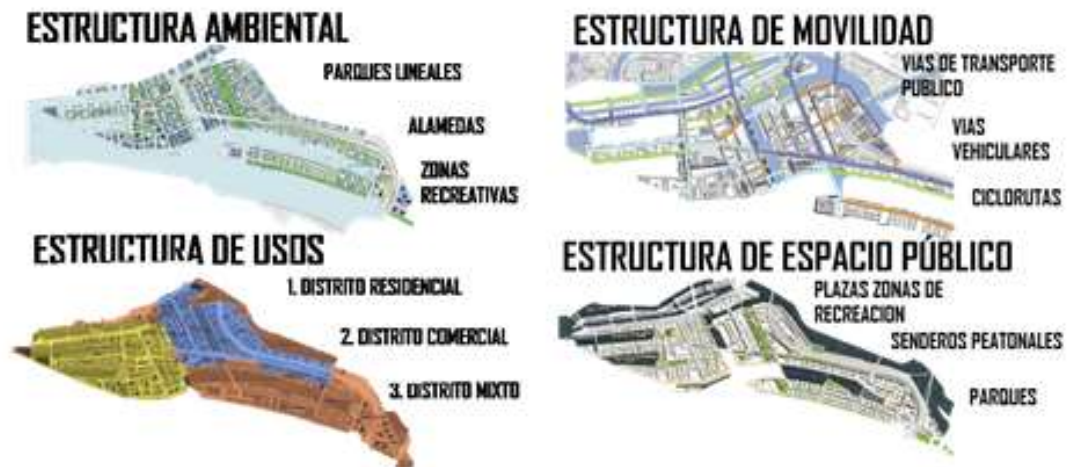 ESTRUCTURA AMBIENTAL
PARQUES LINEALES
ALAMEDAS
ZONAS
RECREATIVAS
ESTRUCTURA DE MOVILIDAD
VIAS DE TRANSPORTE
PUBLICO
VIAS
VEHICULARES
CICLORUTAS
ESTRUCTURA DE USOS
1. DISTRITO RESIDENCIAL
2. DISTRITO COMERCIAL
3. DISTRITO MIXTO
ESTRUCTURA DE ESPACIO PÚBLICO
PLAZAS ZONAS DE
RECREACION
SENDEROS PEATONALES
PARQUES